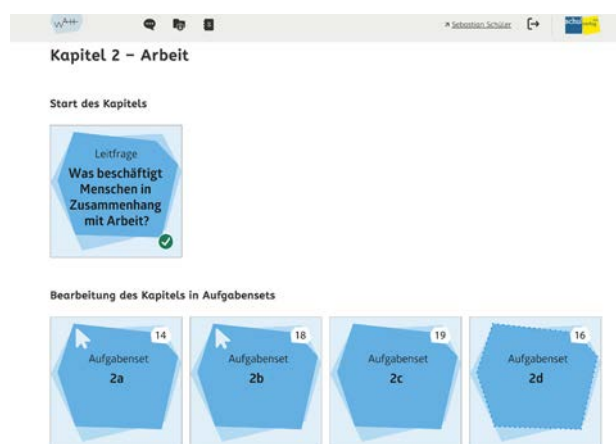 WAH
Sebastian Schüler
Kapitel 2 – Arbeit
Start des Kapitels
Leitfrage
Was beschäftigt
Menschen in
Zusammenhang
mit Arbeit?
Bearbeitung des Kapitels in Aufgabensets
14
Aufgabenset
2a
18
Aufgabenset
2b
19
Aufgabenset
2c
16
Aufgabenset
2d